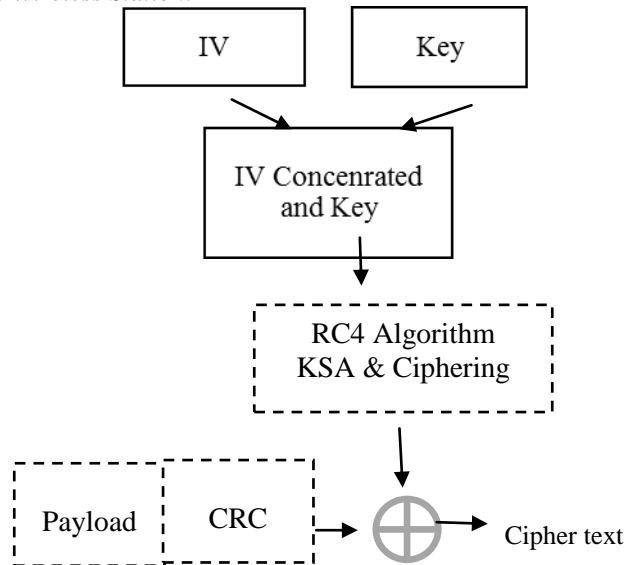 IV
Key
IV Concenrated
and Key
RC4 Algorithm
KSA & Ciphering
Payload
CRC
Cipher text